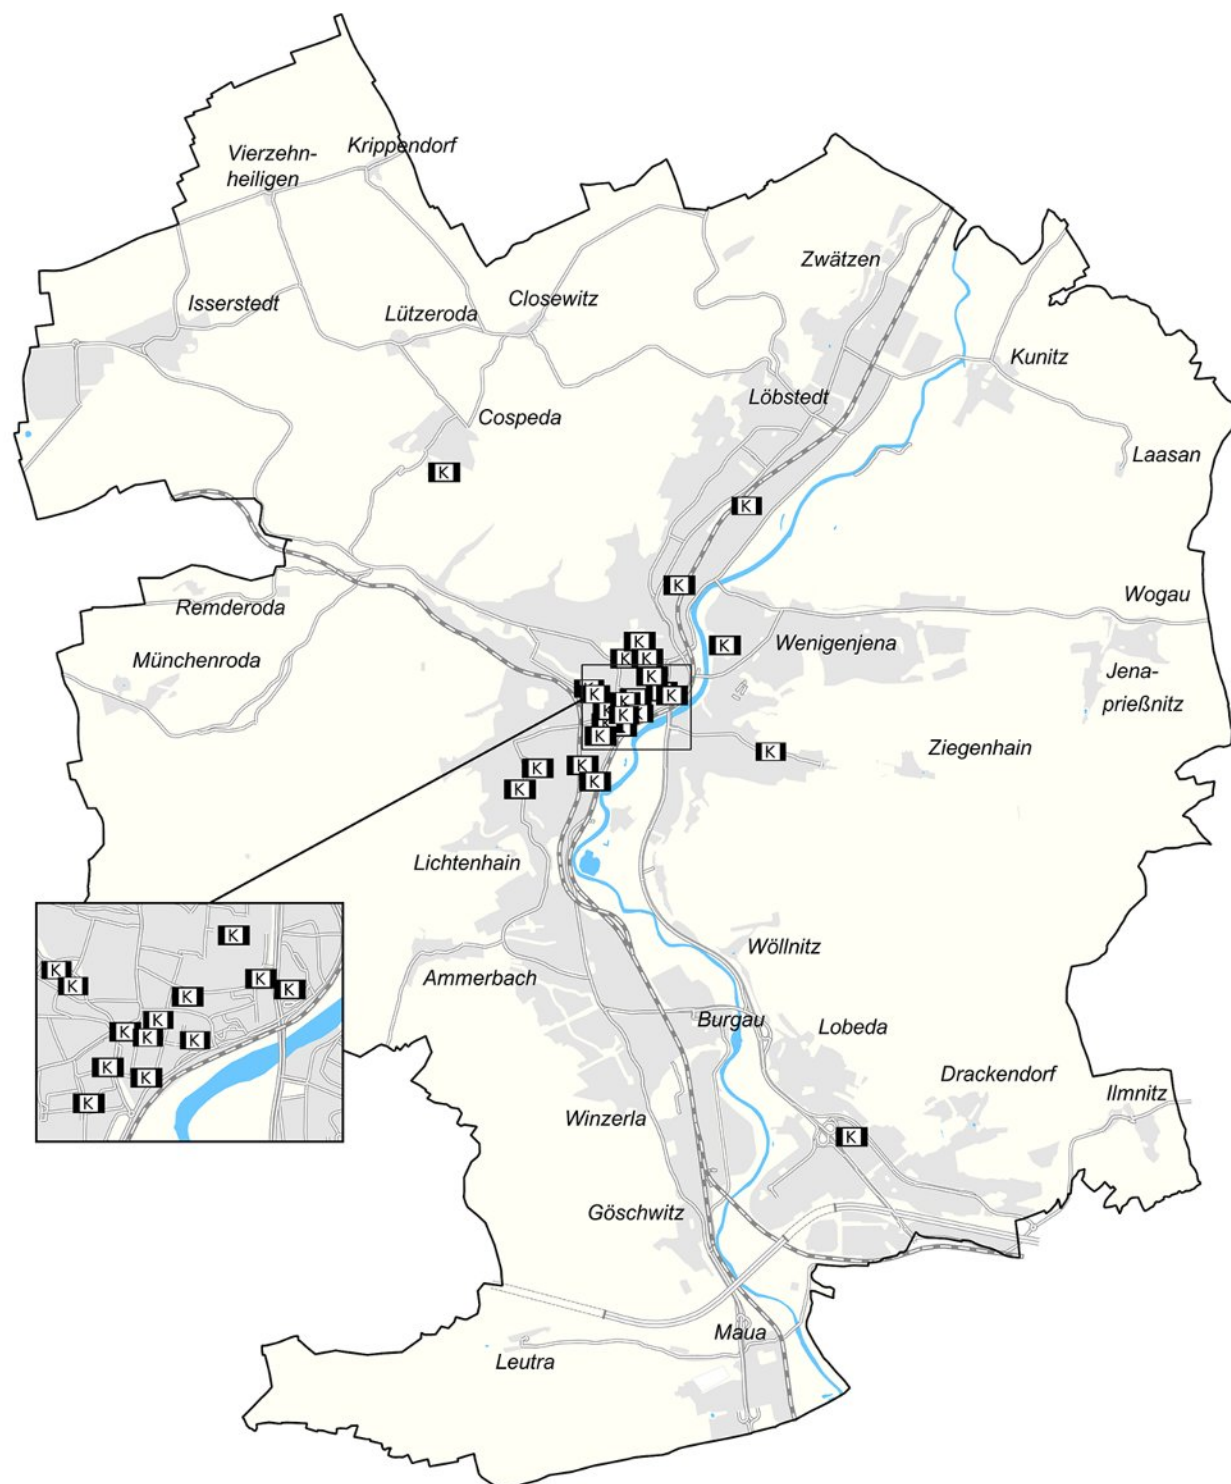 Krippendorf
Vierzehn-
heiligen
Zwätzen
Isserstedt
Closewitz
Lützeroda
Kunitz
Löbstedt
Cospeda
Laasan
K
K
K
Remderoda
Wogau
K
K
Wenigenjena
Münchenroda
K
K
Jena-
prießnitz
K
K
K
K
K
K
K
K
K
Ziegenhain
K
K
K
K
K
Lichtenhain
K
K
K
K
K
K
K
K
K
K
K
K
K
Wöllnitz
Ammerbach
Burgau
Lobeda
Drackendorf
Ilmnitz
Winzerla
K
Göschwitz
Maua
Leutra